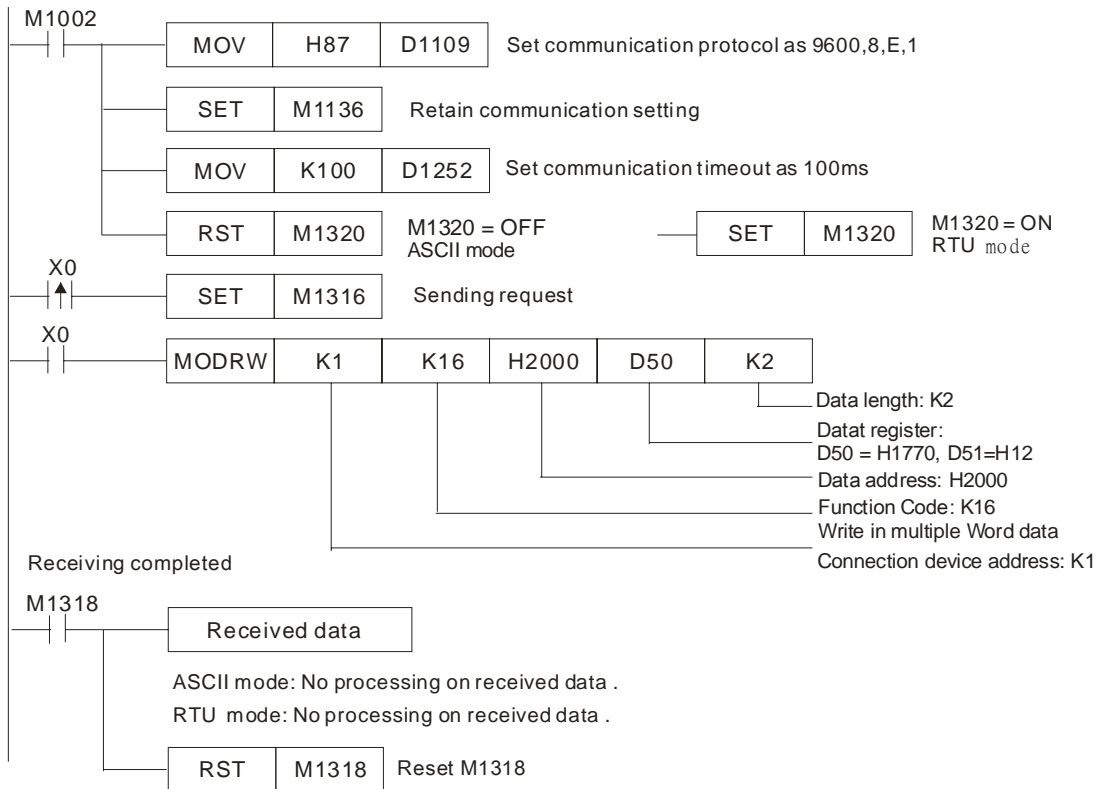 M1002
MOV H87 D1109 Set communication protocol as 9600,8,E,1
SET M1136 Retain communication setting
MOV K100 D1252 Set communication timeout as 100ms
RST M1320 M1320 = OFF
ASCII mode
SET M1320 M1320 = ON
RTU mode
X0
SET M1316 Sending request
X0
MODRW K1 K16 H2000 D50 K2
Data length: K2
Datat register:
D50 = H1770, D51=H12
Data address: H2000
Function Code: K16
Write in multiple Word data
Connection device address: K1
Receiving completed
M1318
Received data
ASCII mode: No processing on received data .
RTU mode: No processing on received data .
RST M1318 Reset M1318